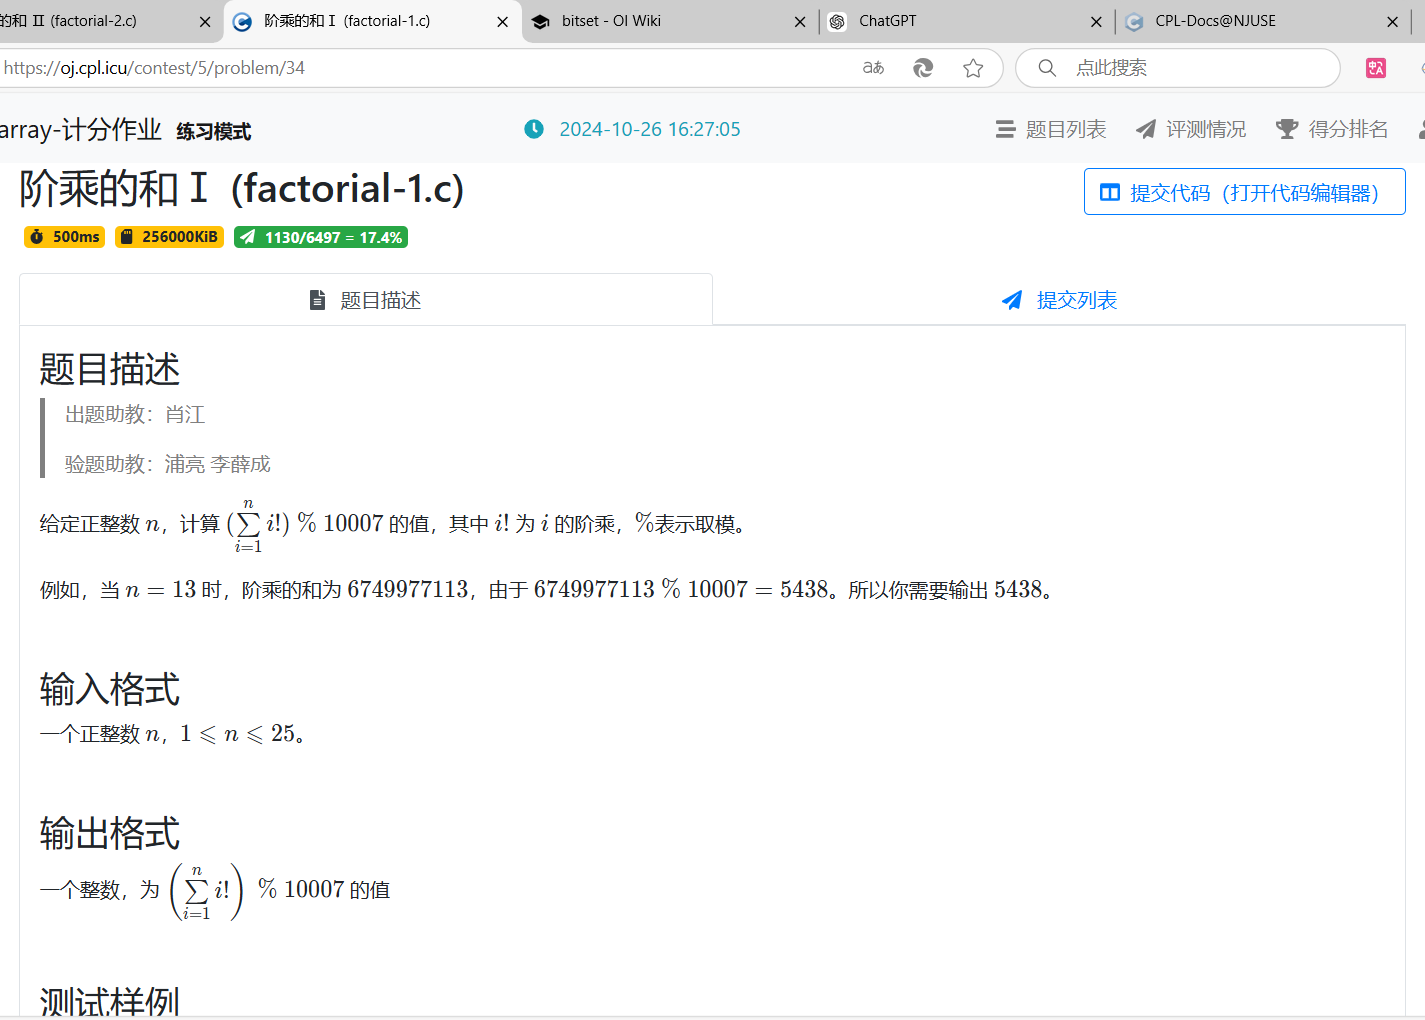 的和 Ⅱ (factorial-2.c)
阶乘的和Ⅰ (factorial-1.c)
bitset - OI Wiki
ChatGPT
CPL-Docs@NJUSE
https://oj.cpl.icu/contest/5/problem/34
aあ
点此搜索
array-计分作业 练习模式
2024-10-26 16:27:05
题目列表
评测情况
得分排名
阶乘的和Ⅰ (factorial-1.c)
提交代码（打开代码编辑器）
500ms
256000KiB
1130/6497 = 17.4%
题目描述
提交列表
题目描述
出题助教：肖江
验题助教：浦亮 李薛成
给定正整数 n，计算 (∑_{i=1}^{n} i!) % 10007 的值，其中 i! 为 i 的阶乘，%表示取模。
例如，当 n = 13 时，阶乘的和为 6749977113，由于 6749977113 % 10007 = 5438。所以你需要输出 5438。
输入格式
一个正整数 n，1 ⩽ n ⩽ 25。
输出格式
一个整数，为 (∑_{i=1}^{n} i!) % 10007 的值
测试样例